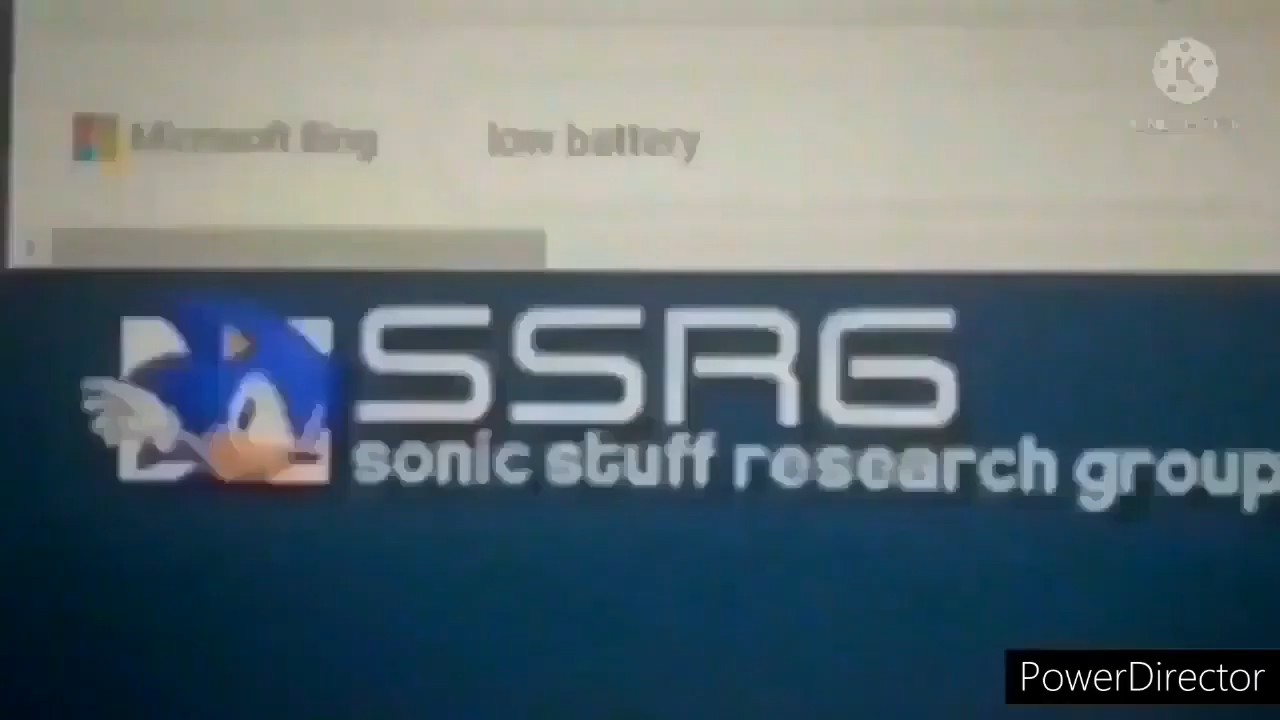 Microsoft Bing low battery
SSRG
sonic stuff research group
K
PowerDirector